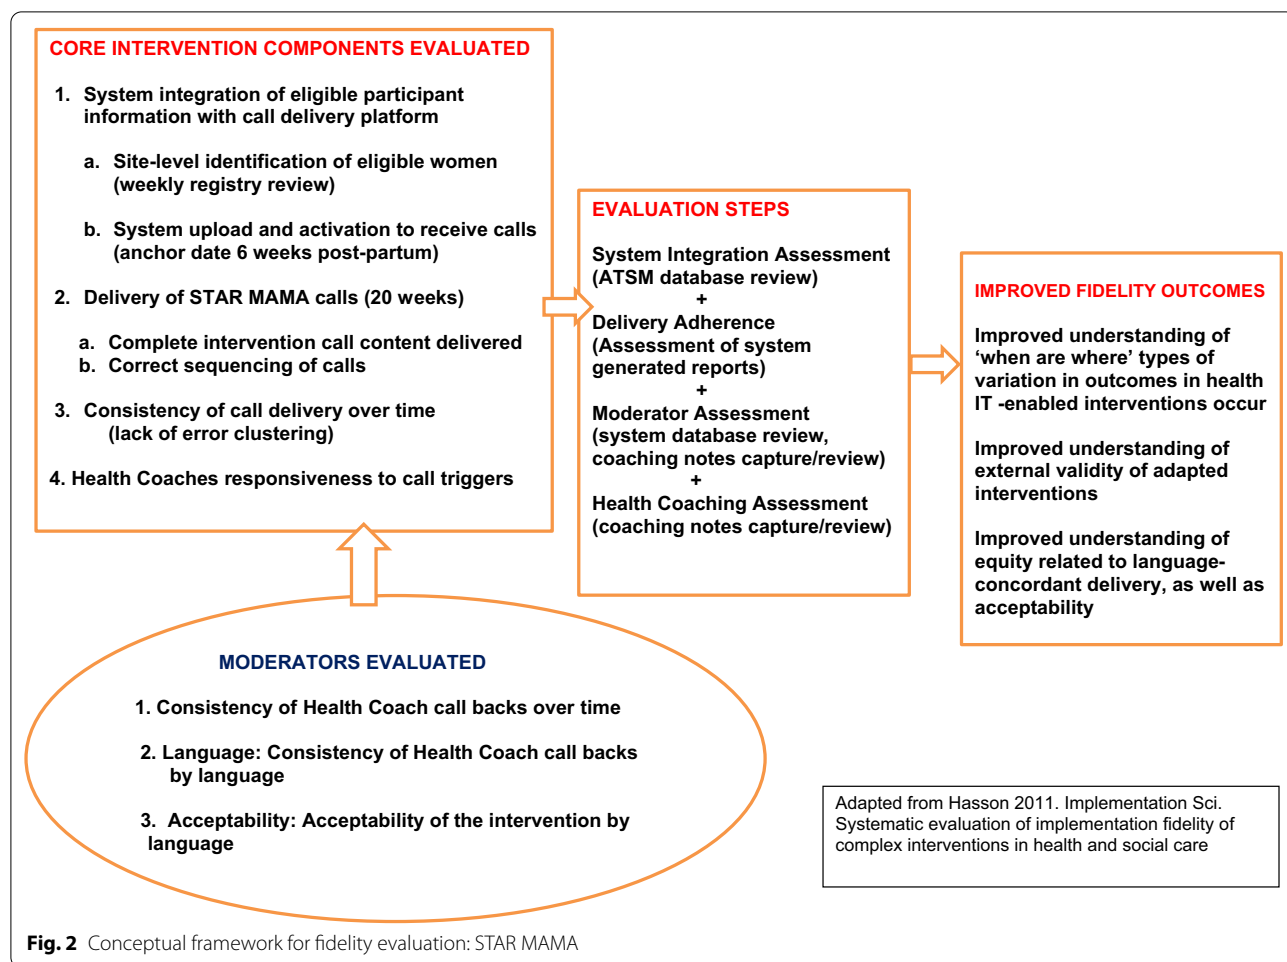 CORE INTERVENTION COMPONENTS EVALUATED
1. System integration of eligible participant
information with call delivery platform
a. Site-level identification of eligible women
(weekly registry review)
b. System upload and activation to receive calls
(anchor date 6 weeks post-partum)
2. Delivery of STAR MAMA calls (20 weeks)
a. Complete intervention call content delivered
b. Correct sequencing of calls
3. Consistency of call delivery over time
(lack of error clustering)
4. Health Coaches responsiveness to call triggers
EVALUATION STEPS
System Integration Assessment
(ATSM database review)
+
Delivery Adherence
(Assessment of system
generated reports)
+
Moderator Assessment
(system database review,
coaching notes capture/review)
+
Health Coaching Assessment
(coaching notes capture/review)
IMPROVED FIDELITY OUTCOMES
Improved understanding of
‘when are where’ types of
variation in outcomes in health
IT -enabled interventions occur
Improved understanding of
external validity of adapted
interventions
Improved understanding of
equity related to language-
concordant delivery, as well as
acceptability
MODERATORS EVALUATED
1. Consistency of Health Coach call backs over time
2. Language: Consistency of Health Coach call backs
by language
3. Acceptability: Acceptability of the intervention by
language
Adapted from Hasson 2011. Implementation Sci.
Systematic evaluation of implementation fidelity of
complex interventions in health and social care
Fig. 2 Conceptual framework for fidelity evaluation: STAR MAMA